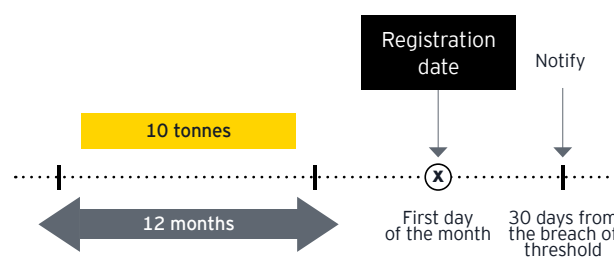 Registration
date
Notify
10 tonnes
X
12 months
First day
of the month
30 days from
the breach of
threshold